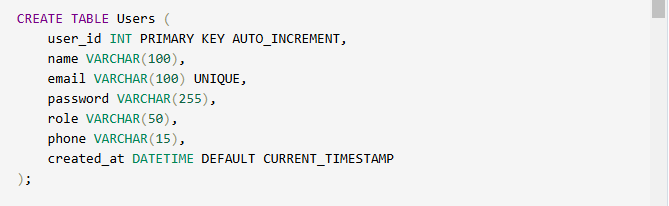 CREATE TABLE Users (
    user_id INT PRIMARY KEY AUTO_INCREMENT,
    name VARCHAR(100),
    email VARCHAR(100) UNIQUE,
    password VARCHAR(255),
    role VARCHAR(50),
    phone VARCHAR(15),
    created_at DATETIME DEFAULT CURRENT_TIMESTAMP
);